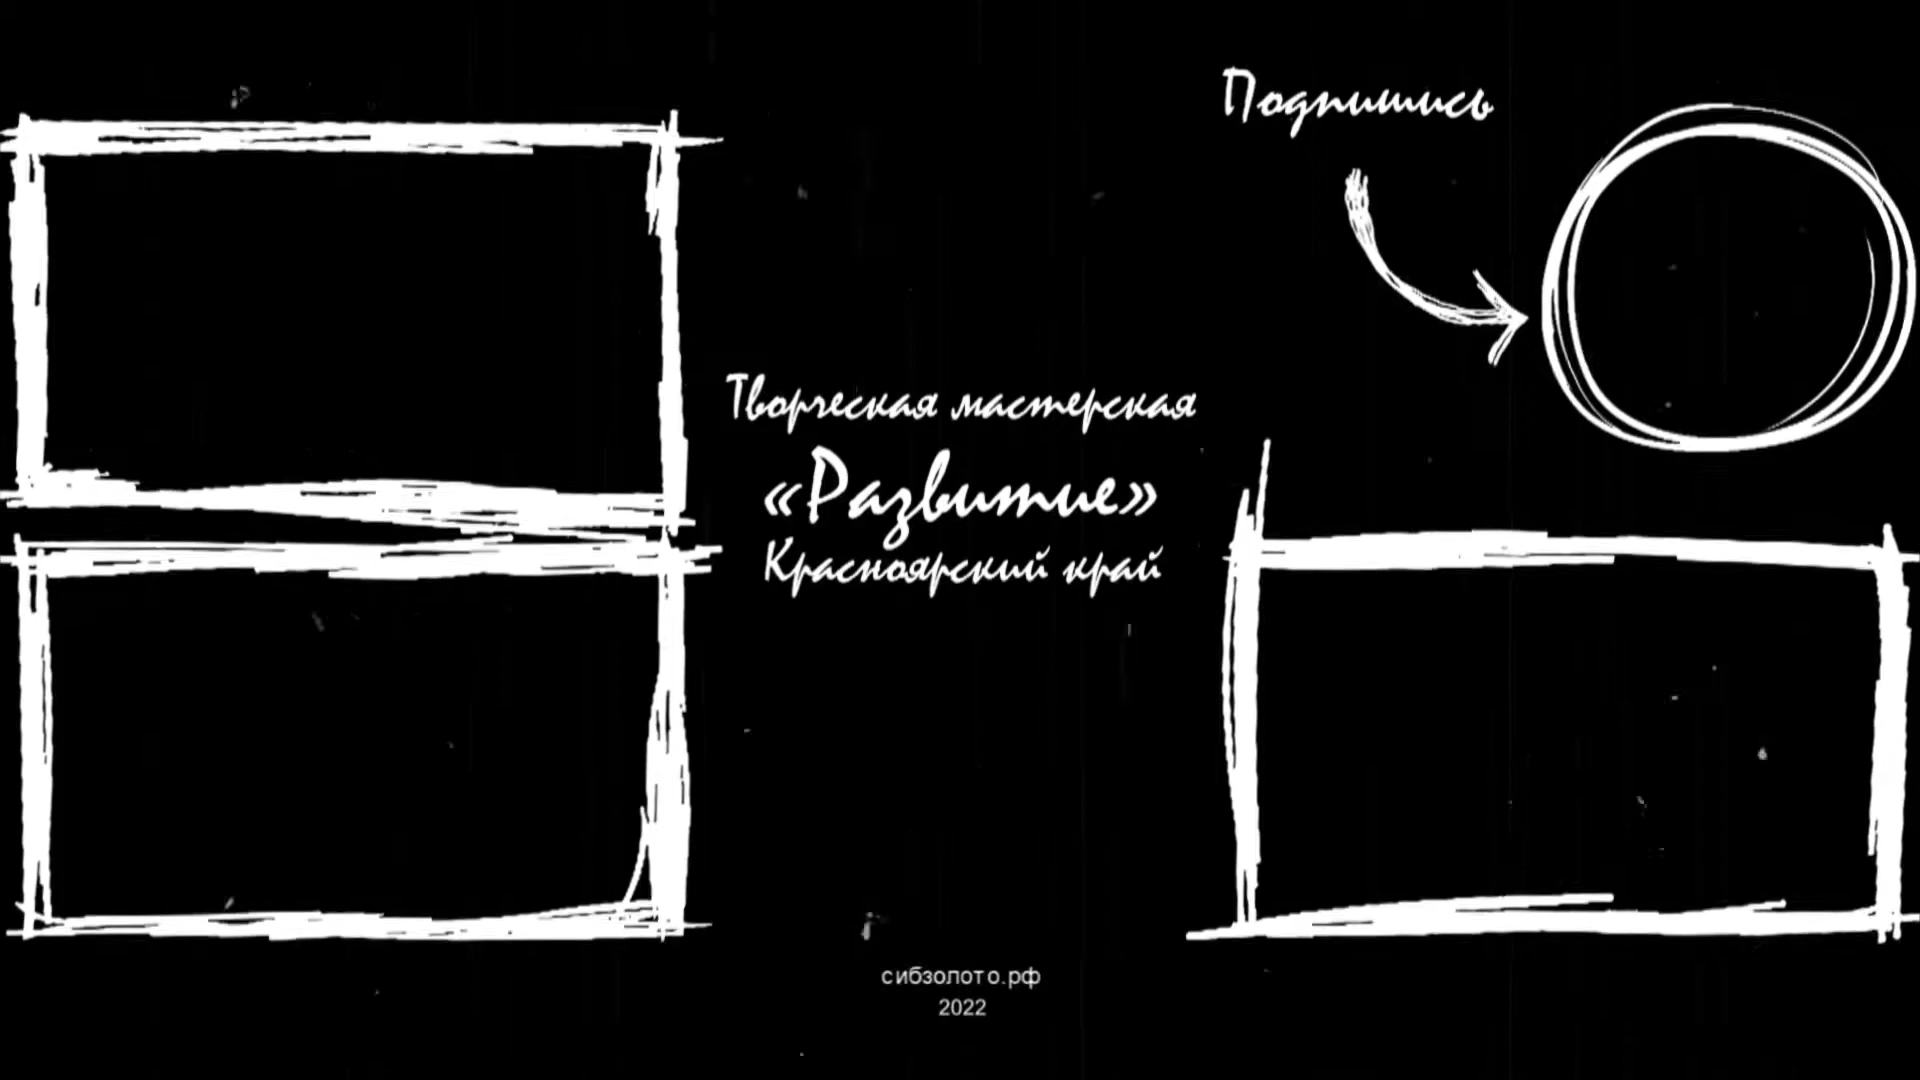 Подпишись
Творческая мастерская
«Развитие»
Красноярский край
сибзолото.рф
2022